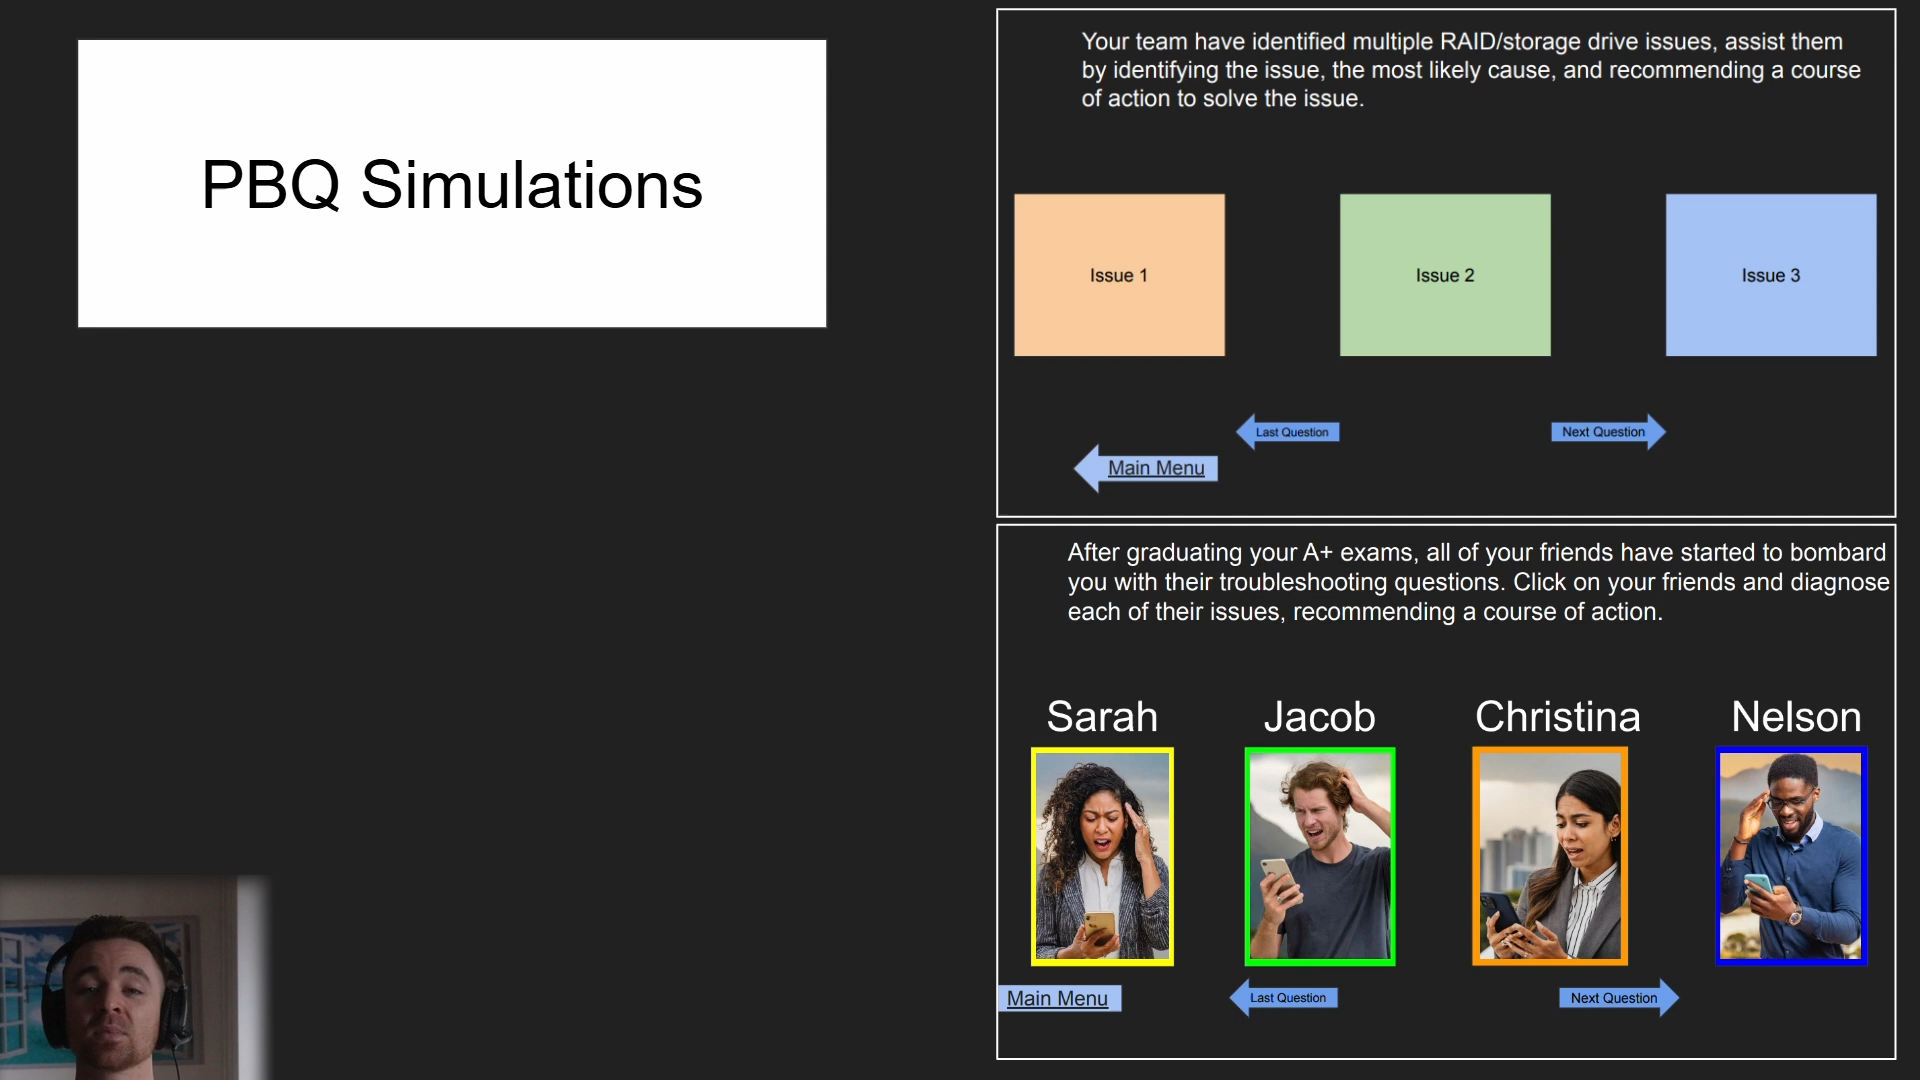 PBQ Simulations
Your team have identified multiple RAID/storage drive issues, assist them
by identifying the issue, the most likely cause, and recommending a course
of action to solve the issue.
Issue 1
Issue 2
Issue 3
Last Question
Next Question
Main Menu
After graduating your A+ exams, all of your friends have started to bombard
you with their troubleshooting questions. Click on your friends and diagnose
each of their issues, recommending a course of action.
Sarah
Jacob
Christina
Nelson
Main Menu
Last Question
Next Question